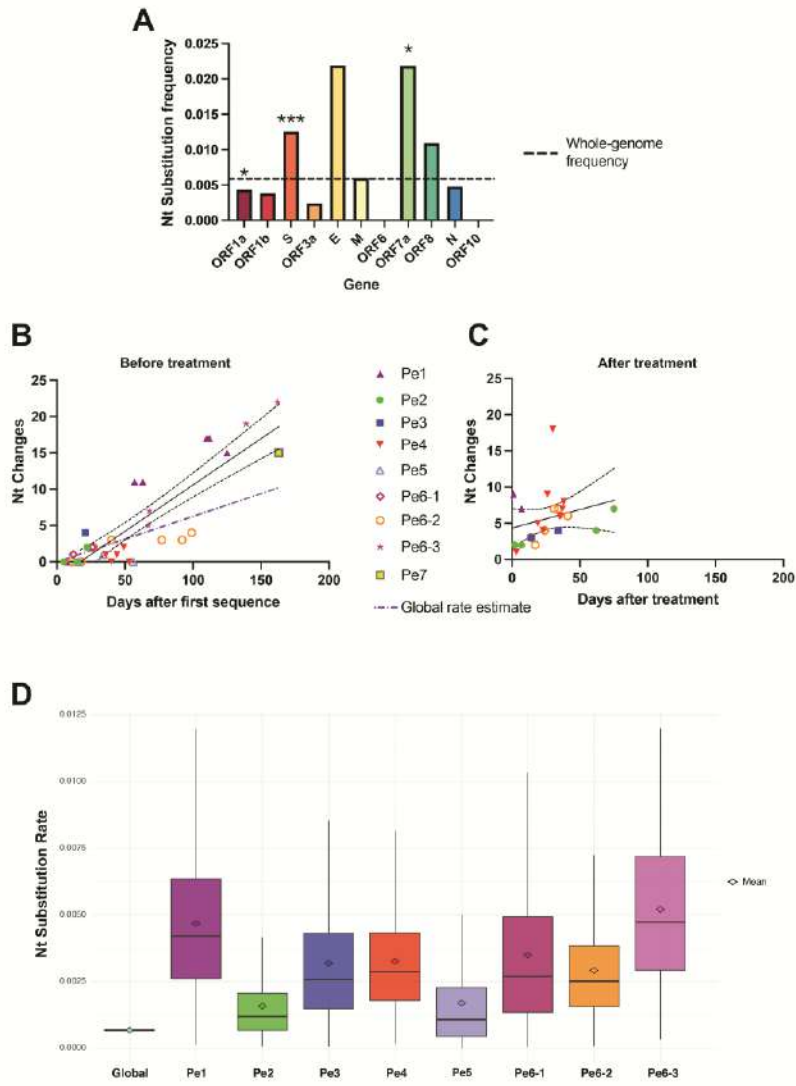 A
Nt Substitution frequency
0.025
0.020
0.015
0.010
0.005
0.000
*
***
*
ORF1a
ORF1b
S
ORF3a
E
M
ORF6
ORF7a
ORF8
N
ORF10
Gene
Whole-genome
frequency
B
Before treatment
Nt Changes
25
20
15
10
5
0
0
50
100
150
200
Days after first sequence
Pe1
Pe2
Pe3
Pe4
Pe5
Pe6-1
Pe6-2
Pe6-3
Pe7
Global rate estimate
C
After treatment
Nt Changes
25
20
15
10
5
0
0
50
100
150
200
Days after treatment
D
Nt Substitution Rate
0.0125
0.0100
0.0075
0.0050
0.0025
0.0000
Global
Pe1
Pe2
Pe3
Pe4
Pe5
Pe6-1
Pe6-2
Pe6-3
Mean